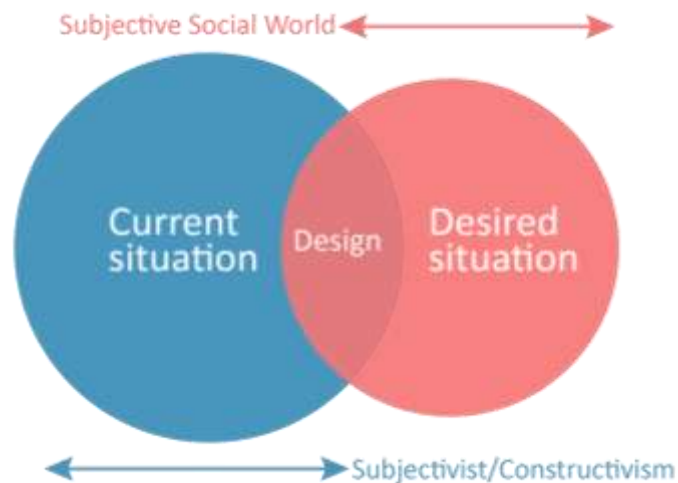 Subjective Social World
Current
situation
Design
Desired
situation
Subjectivist/Constructivism